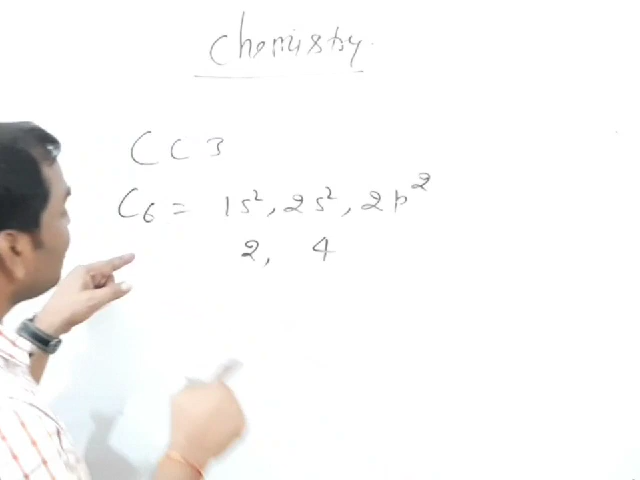 Chemistry
CC3
C6 = 1s², 2s², 2p²
2, 4